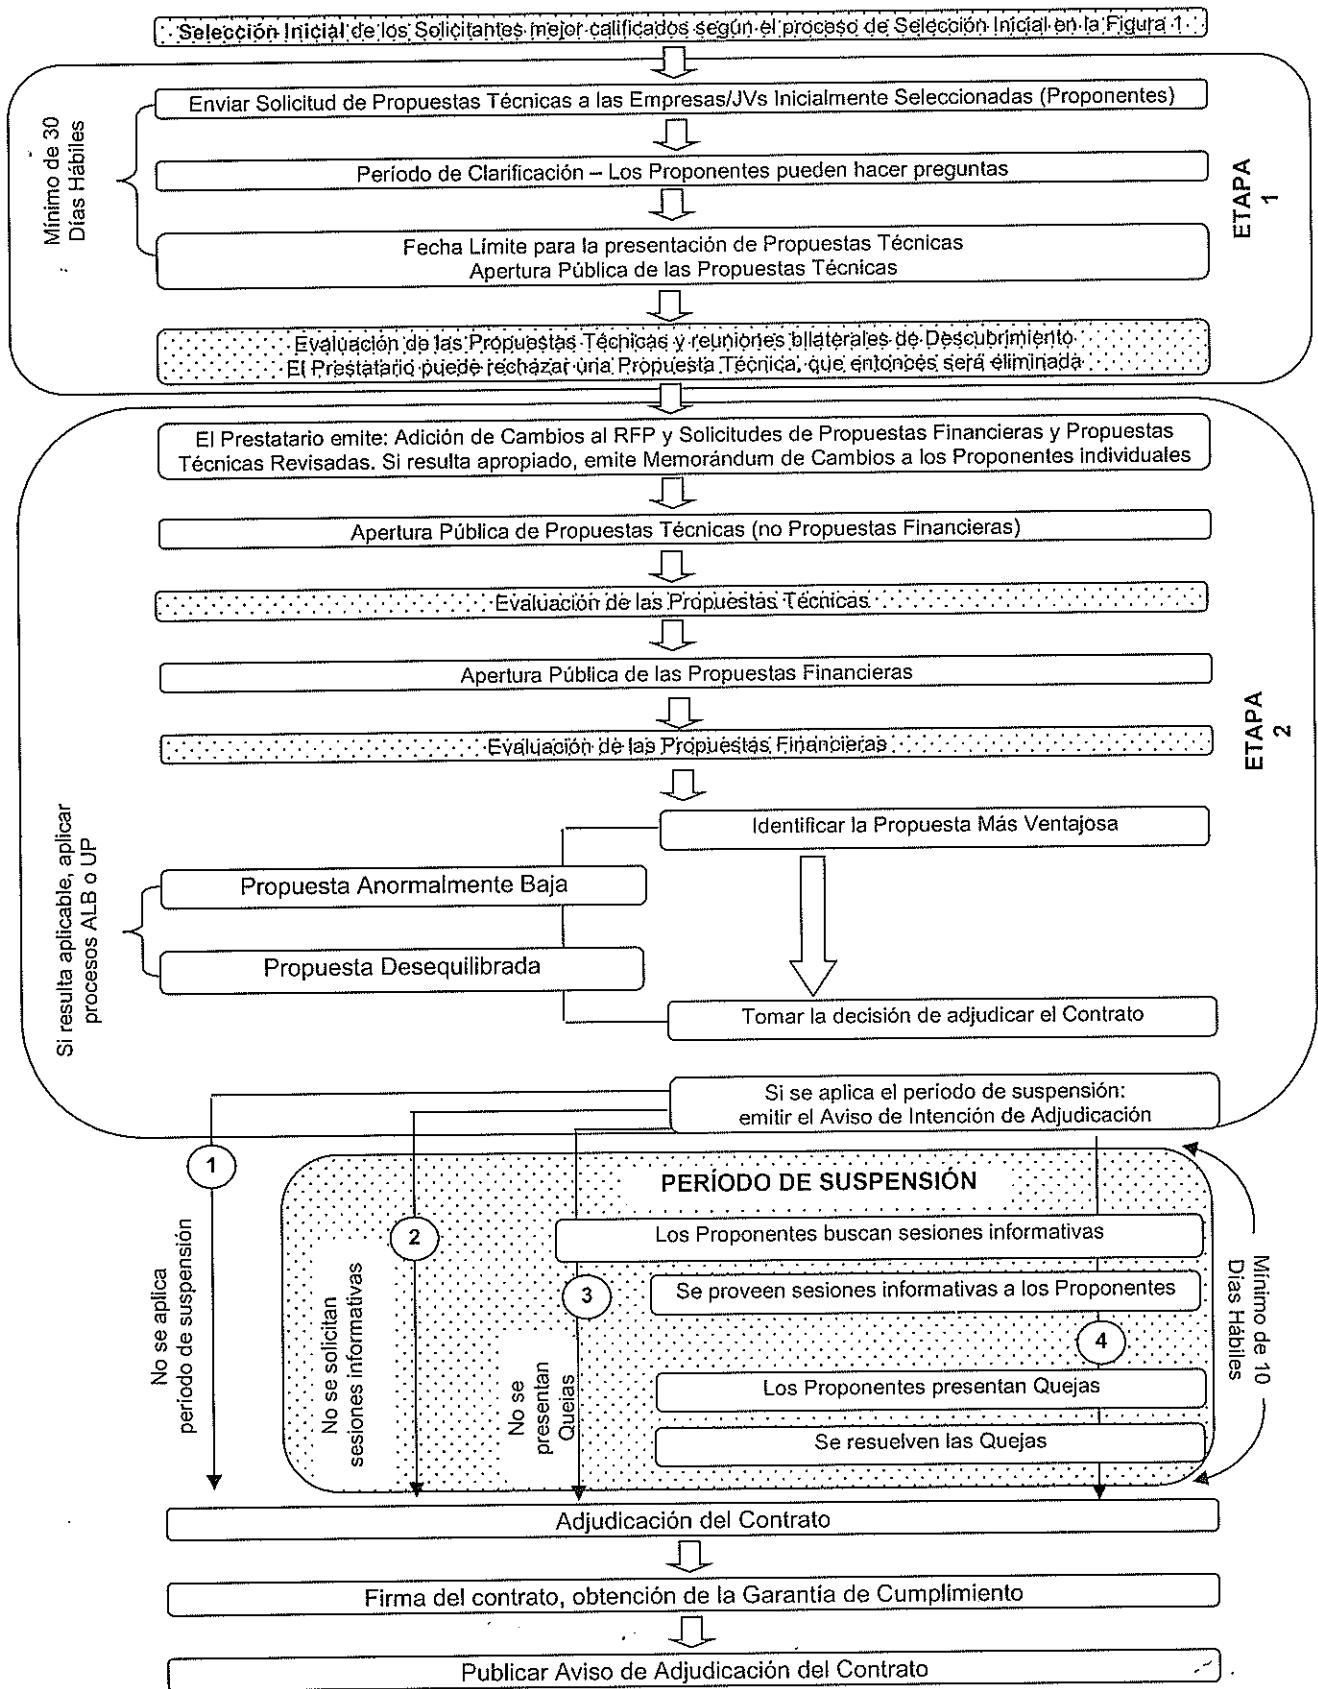 Selección Inicial de los Solicitantes mejor calificados según el proceso de Selección Inicial en la Figura 1
Mínimo de 30
Días Hábiles
Enviar Solicitud de Propuestas Técnicas a las Empresas/JVs Inicialmente Seleccionadas (Proponentes)
Período de Clarificación – Los Proponentes pueden hacer preguntas
Fecha Límite para la presentación de Propuestas Técnicas
Apertura Pública de las Propuestas Técnicas
Evaluación de las Propuestas Técnicas y reuniones bilaterales de Descubrimiento
El Prestatario puede rechazar una Propuesta Técnica, que entonces será eliminada
ETAPA
1
El Prestatario emite: Adición de Cambios al RFP y Solicitudes de Propuestas Financieras y Propuestas
Técnicas Revisadas. Si resulta apropiado, emite Memorándum de Cambios a los Proponentes individuales
Apertura Pública de Propuestas Técnicas (no Propuestas Financieras)
Evaluación de las Propuestas Técnicas
Apertura Pública de las Propuestas Financieras
Evaluación de las Propuestas Financieras
ETAPA
2
Identificar la Propuesta Más Ventajosa
Si resulta aplicable, aplicar
procesos ALB o UP
Propuesta Anormalmente Baja
Propuesta Desequilibrada
Tomar la decisión de adjudicar el Contrato
Si se aplica el período de suspensión:
emitir el Aviso de Intención de Adjudicación
1
No se aplica
período de suspensión
PERÍODO DE SUSPENSIÓN
2
No se solicitan
sesiones informativas
3
No se
presentan
Quejas
Los Proponentes buscan sesiones informativas
Se proveen sesiones informativas a los Proponentes
4
Los Proponentes presentan Quejas
Se resuelven las Quejas
Mínimo de 10
Días Hábiles
Adjudicación del Contrato
Firma del contrato, obtención de la Garantía de Cumplimiento
Publicar Aviso de Adjudicación del Contrato